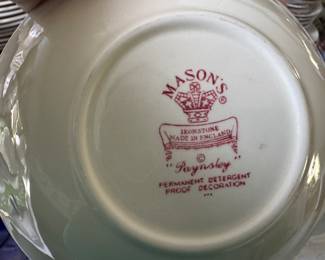 MASON'S
®
IRONSTONE
MADE IN ENGLAND
©
"Paynsley"
PERMANENT DETERGENT
PROOF DECORATION